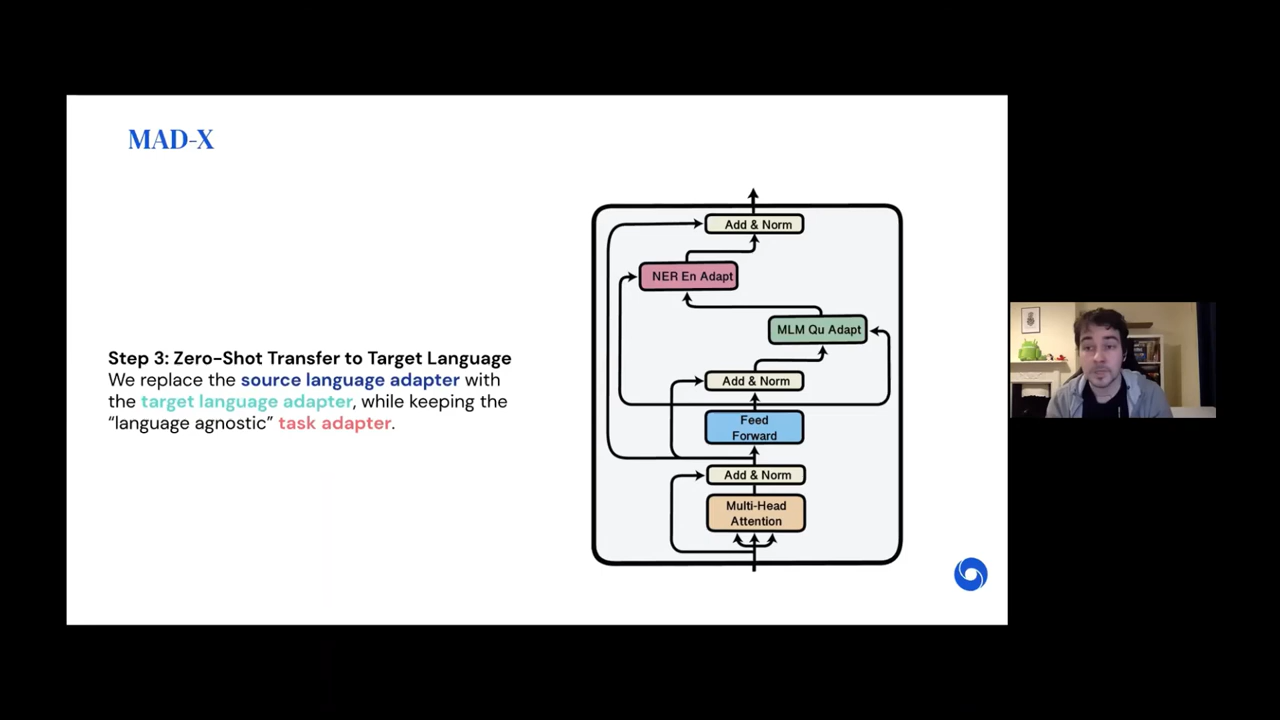 MAD-X
Step 3: Zero-Shot Transfer to Target Language
We replace the source language adapter with
the target language adapter, while keeping the
“language agnostic” task adapter.
Add & Norm
NER En Adapt
MLM Qu Adapt
Add & Norm
Feed
Forward
Add & Norm
Multi-Head
Attention